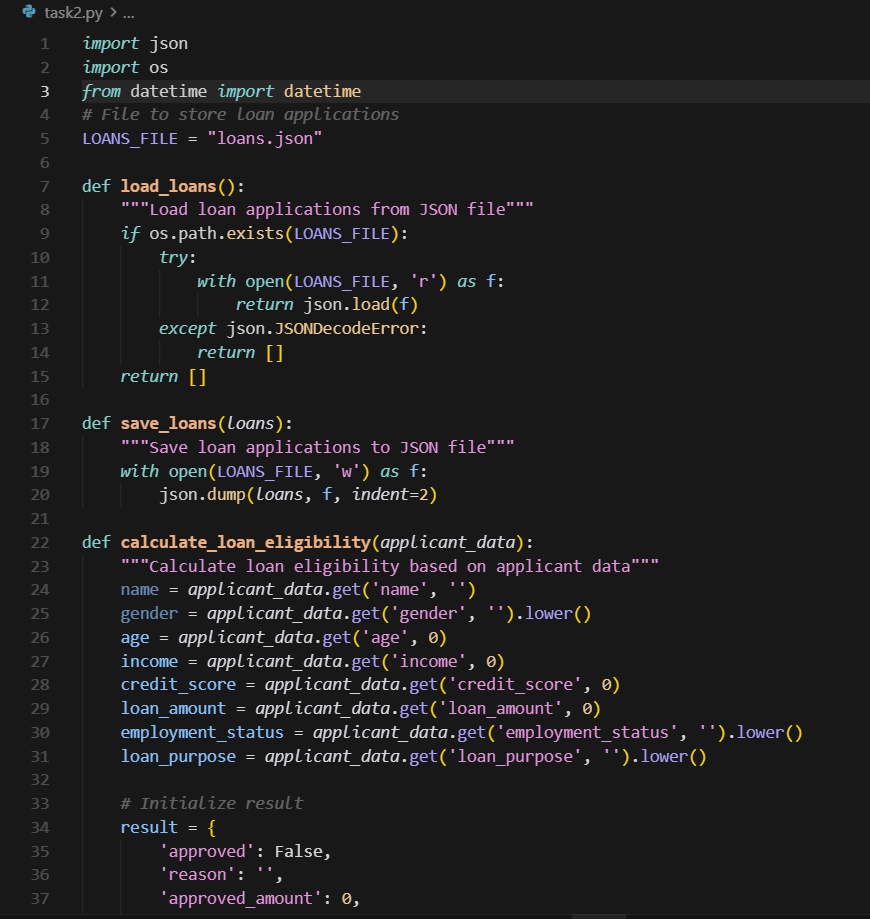 task2.py > ...
1 import json
2 import os
3 from datetime import datetime
4 # File to store loan applications
5 LOANS_FILE = "loans.json"
6
7 def load_loans():
8     """Load loan applications from JSON file"""
9     if os.path.exists(LOANS_FILE):
10         try:
11             with open(LOANS_FILE, 'r') as f:
12                 return json.load(f)
13         except json.JSONDecodeError:
14             return []
15     return []
16
17 def save_loans(loans):
18     """Save loan applications to JSON file"""
19     with open(LOANS_FILE, 'w') as f:
20         json.dump(loans, f, indent=2)
21
22 def calculate_loan_eligibility(applicant_data):
23     """Calculate loan eligibility based on applicant data"""
24     name = applicant_data.get('name', '')
25     gender = applicant_data.get('gender', '').lower()
26     age = applicant_data.get('age', 0)
27     income = applicant_data.get('income', 0)
28     credit_score = applicant_data.get('credit_score', 0)
29     loan_amount = applicant_data.get('loan_amount', 0)
30     employment_status = applicant_data.get('employment_status', '').lower()
31     loan_purpose = applicant_data.get('loan_purpose', '').lower()
32
33     # Initialize result
34     result = {
35         'approved': False,
36         'reason': '',
37         'approved_amount': 0,